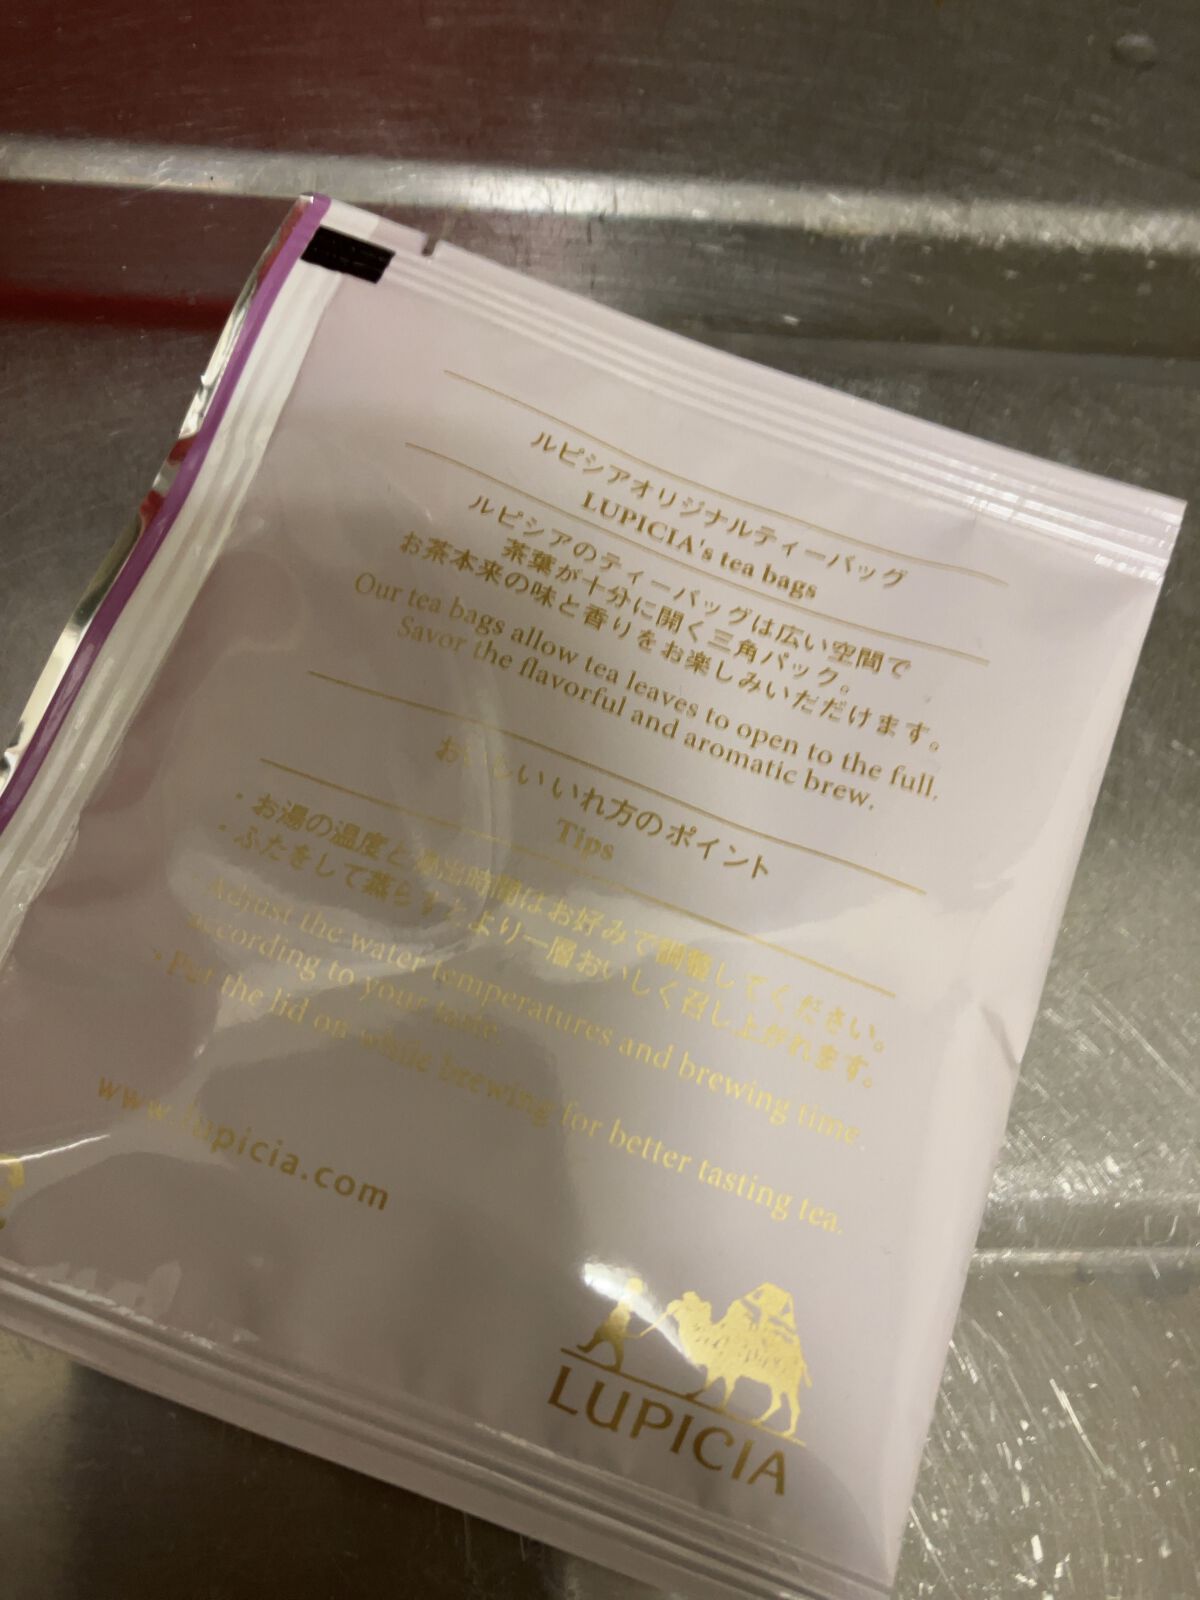 ルピシアオリジナルティーバッグ
LUPICIA's tea bags
ルピシアのティーバッグは広い空間で
茶葉が十分に開く三角パック。
お茶本来の味と香りをお楽しみいただけます。
Our tea bags allow tea leaves to open to the full.
Savor the flavorful and aromatic brew.
おいしいいれ方のポイント
Tips
・お湯の温度と抽出時間はお好みで調整してください。
・ふたをして蒸らすとより一層おいしく召し上がれます。
・Adjust the water temperatures and brewing time
according to your taste.
・Put the lid on while brewing for better tasting tea.
www.lupicia.com
LUPICIA